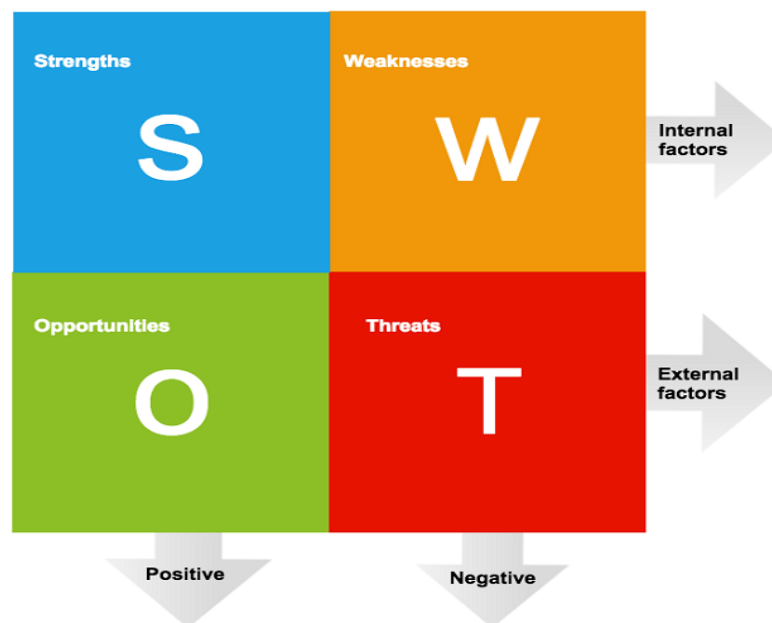 Strengths
S
Weaknesses
W
Internal
factors
Opportunities
O
Threats
T
External
factors
Positive
Negative